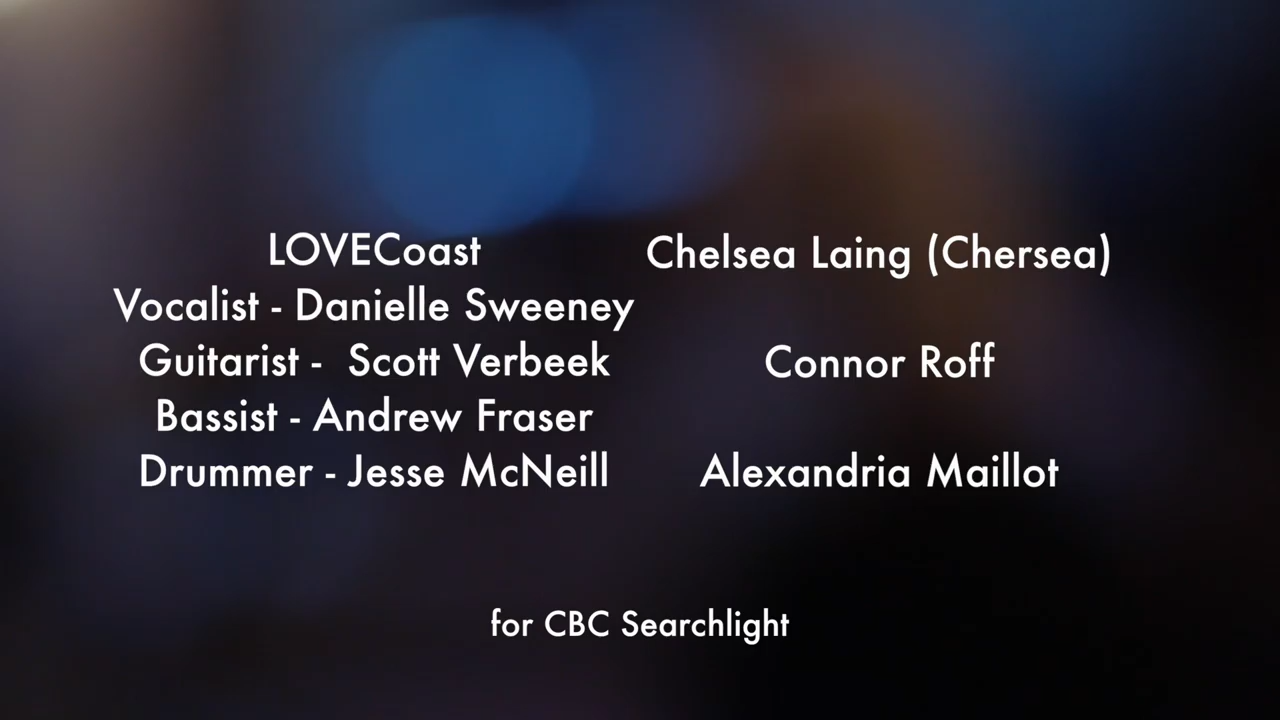 LOVECoast
Vocalist - Danielle Sweeney
Guitarist -  Scott Verbeek
Bassist - Andrew Fraser
Drummer - Jesse McNeill
Chelsea Laing (Chersea)
Connor Roff
Alexandria Maillot
for CBC Searchlight